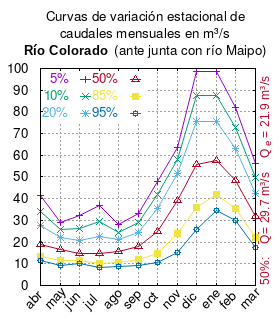 Curvas de variación estacional de
caudales mensuales en m³/s
Río Colorado (ante junta con río Maipo)
100
90
80
70
60
50
40
30
20
10
0
5%
50%
10%
85%
20%
95%
abr
may
jun
jul
ago
sep
oct
nov
dic
ene
feb
mar
50%: Q= 29.7 m³/s Qe = 21.9 m³/s